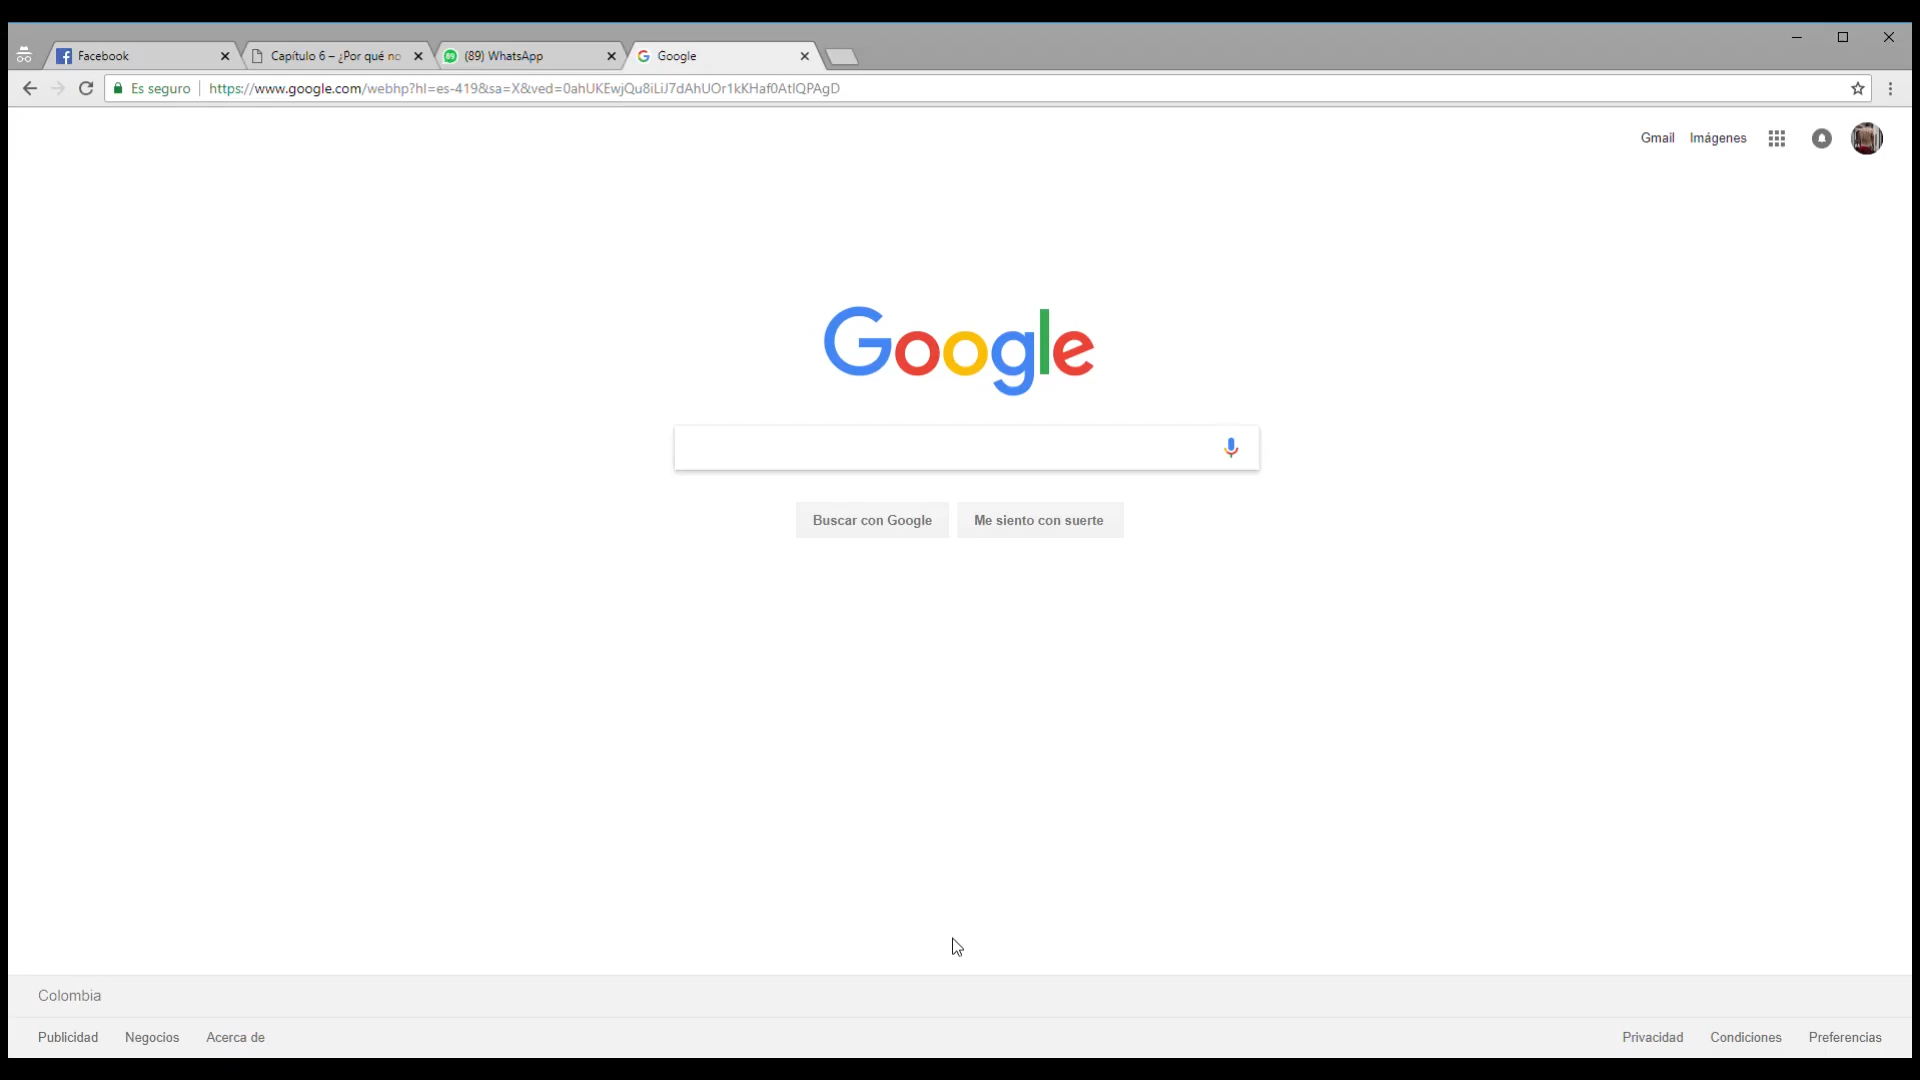 Facebook
Capítulo 6 – ¿Por qué no
(89) WhatsApp
Google
Es seguro
https://www.google.com/webhp?hl=es-419&sa=X&ved=0ahUKEwjQu8iLiJ7dAhUOr1kKHaf0AtIQPAgD
Gmail
Imágenes
Google
Buscar con Google
Me siento con suerte
Colombia
Publicidad
Negocios
Acerca de
Privacidad
Condiciones
Preferencias